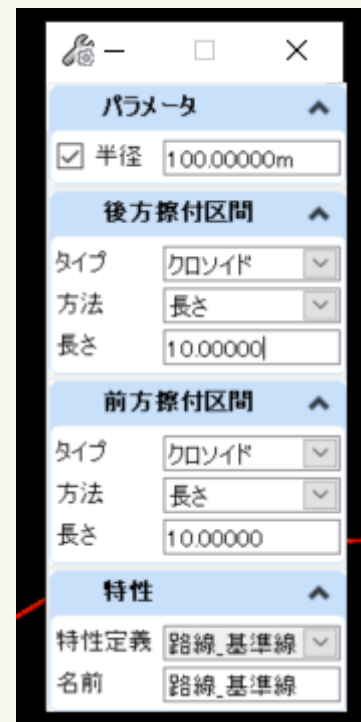 パラメータ
半径 100.00000m
後方擦付区間
タイプ クロソイド
方法 長さ
長さ 10.00000
前方擦付区間
タイプ クロソイド
方法 長さ
長さ 10.00000
特性
特性定義 路線_基準線
名前 路線_基準線